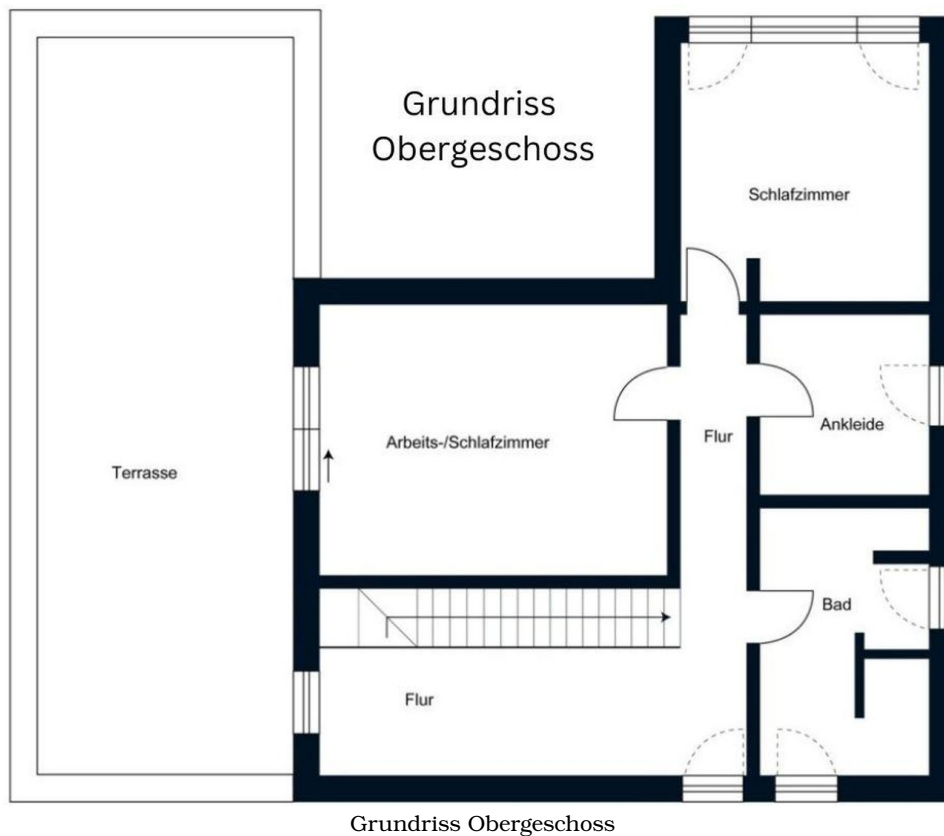 Grundriss
Obergeschoss
Schlafzimmer
Ankleide
Flur
Arbeits-/Schlafzimmer
Terrasse
Bad
Flur
Grundriss Obergeschoss